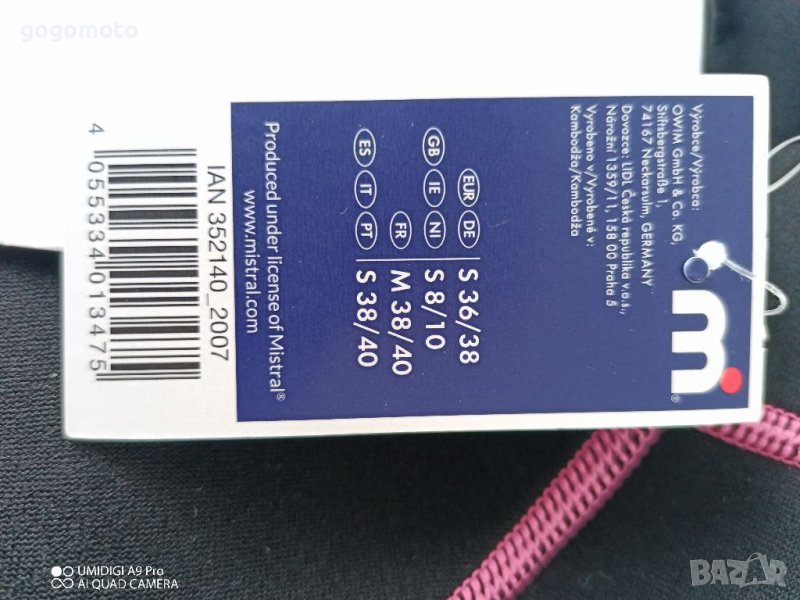 gogomoto
Výrobce/Výrobca:
OWIM GmbH & Co. KG,
Stiftsbergstraße 1,
74167 Neckarsulm, GERMANY
Dovozce: LIDL Česká republika v.o.s.,
Nárožní 1359/11, 158 00 Praha 5
Vyrobeno v/Vyrobené v:
Kambodža/Kambodža
m®
EUR DE S 36/38
GB IE NI S 8/10
FR M 38/40
ES IT PT S 38/40
Produced under license of Mistral®
www.mistral.com
IAN 352140_2007
4 055334 013475
UMIDIGI A9 Pro
AI QUAD CAMERA
BAZAR